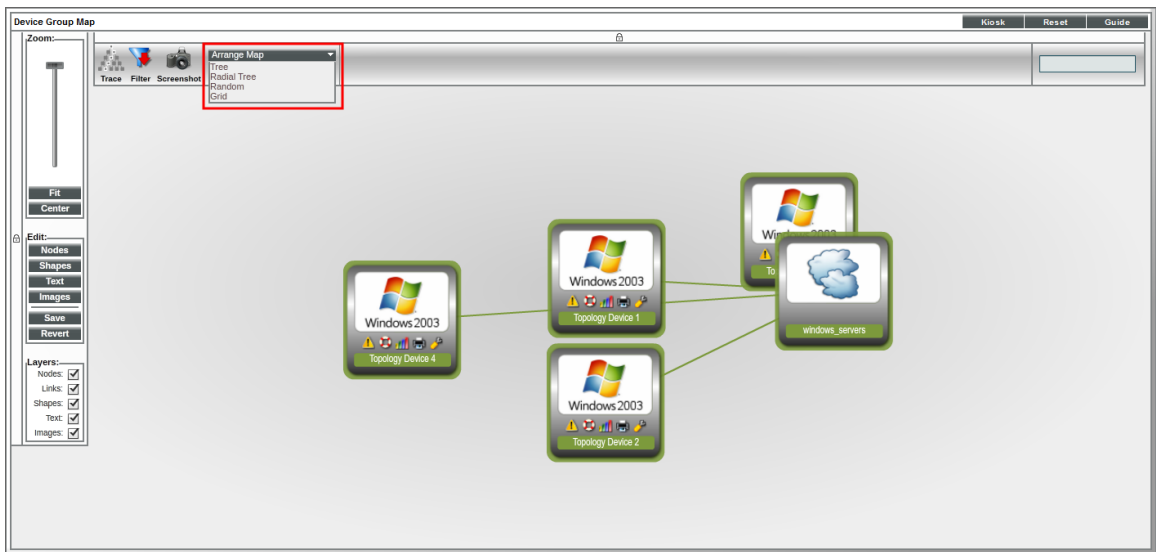 Device Group Map
Kiosk Reset Guide
Zoom:
Fit
Center
Edit:
Nodes
Shapes
Text
Images
Save
Revert
Layers:
Nodes:
Links:
Shapes:
Text:
Images:
Trace Filter Screenshot
Arrange Map
Tree
Radial Tree
Random
Grid
Windows 2003
Topology Device 4
Windows 2003
Topology Device 1
Windows 2003
Topology Device 2
To
windows_servers